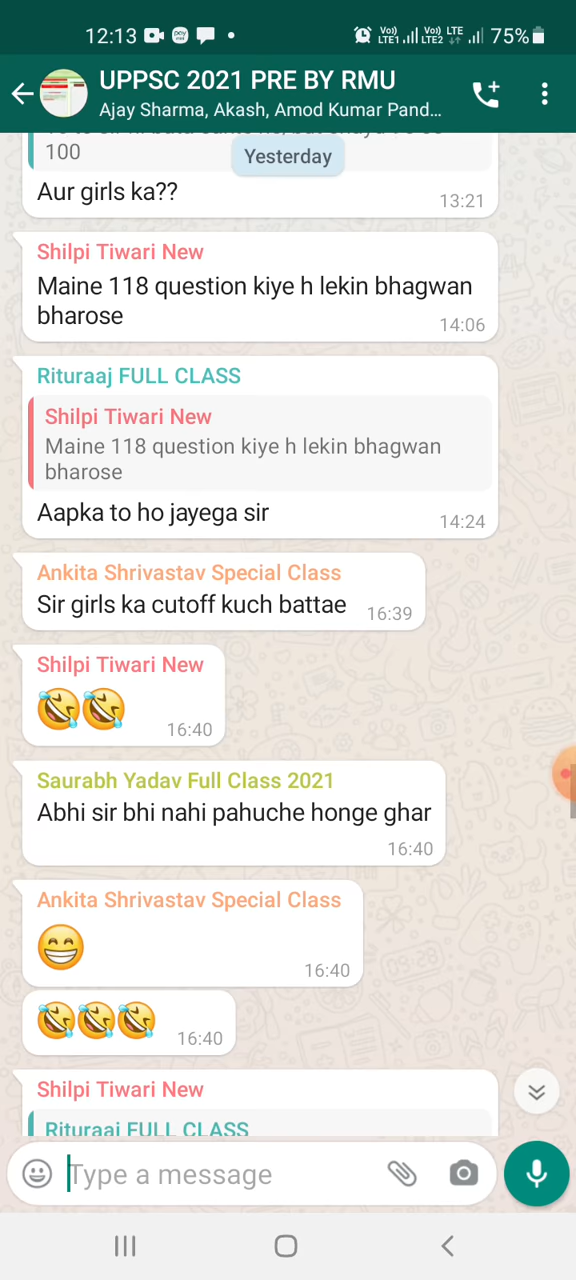 12:13
Vo)) LTE1
Vo)) LTE2
LTE
75%
UPPSC 2021 PRE BY RMU
Ajay Sharma, Akash, Amod Kumar Pand...
100
Yesterday
Aur girls ka??
13:21
Shilpi Tiwari New
Maine 118 question kiye h lekin bhagwan
bharose
14:06
Rituraaj FULL CLASS
Shilpi Tiwari New
Maine 118 question kiye h lekin bhagwan
bharose
Aapka to ho jayega sir
14:24
Ankita Shrivastav Special Class
Sir girls ka cutoff kuch battae
16:39
Shilpi Tiwari New
🤣🤣
16:40
Saurabh Yadav Full Class 2021
Abhi sir bhi nahi pahuche honge ghar
16:40
Ankita Shrivastav Special Class
😁
16:40
🤣🤣🤣
16:40
Shilpi Tiwari New
Rituraaj FULL CLASS
Type a message